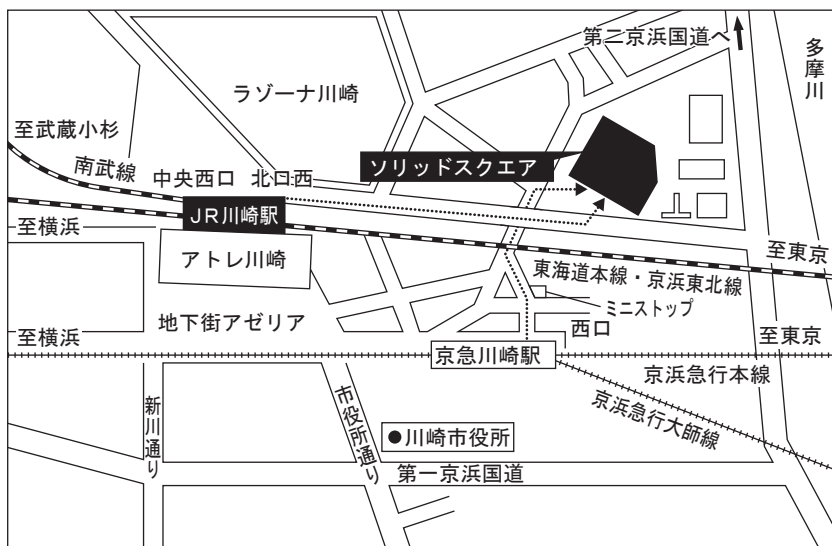 第二京浜国道へ
多摩川
ラゾーナ川崎
至武蔵小杉
南武線
中央西口
北口西
ソリッドスクエア
JR川崎駅
至横浜
アトレ川崎
至東京
東海道本線・京浜東北線
ミニストップ
地下街アゼリア
西口
至横浜
至東京
京急川崎駅
京浜急行本線
京浜急行大師線
新川通り
市役所通り
●川崎市役所
第一京浜国道